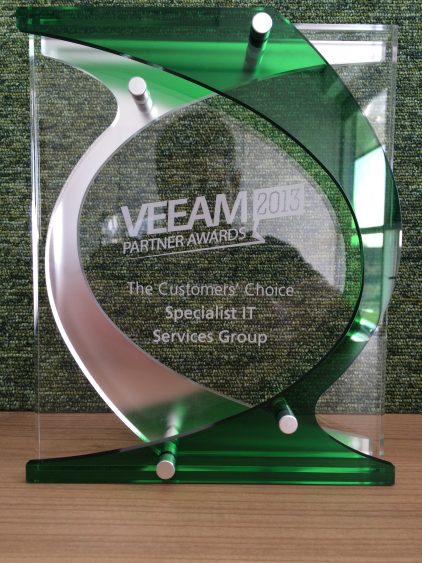 VEEAM 2013
PARTNER AWARDS
The Customers' Choice
Specialist IT
Services Group